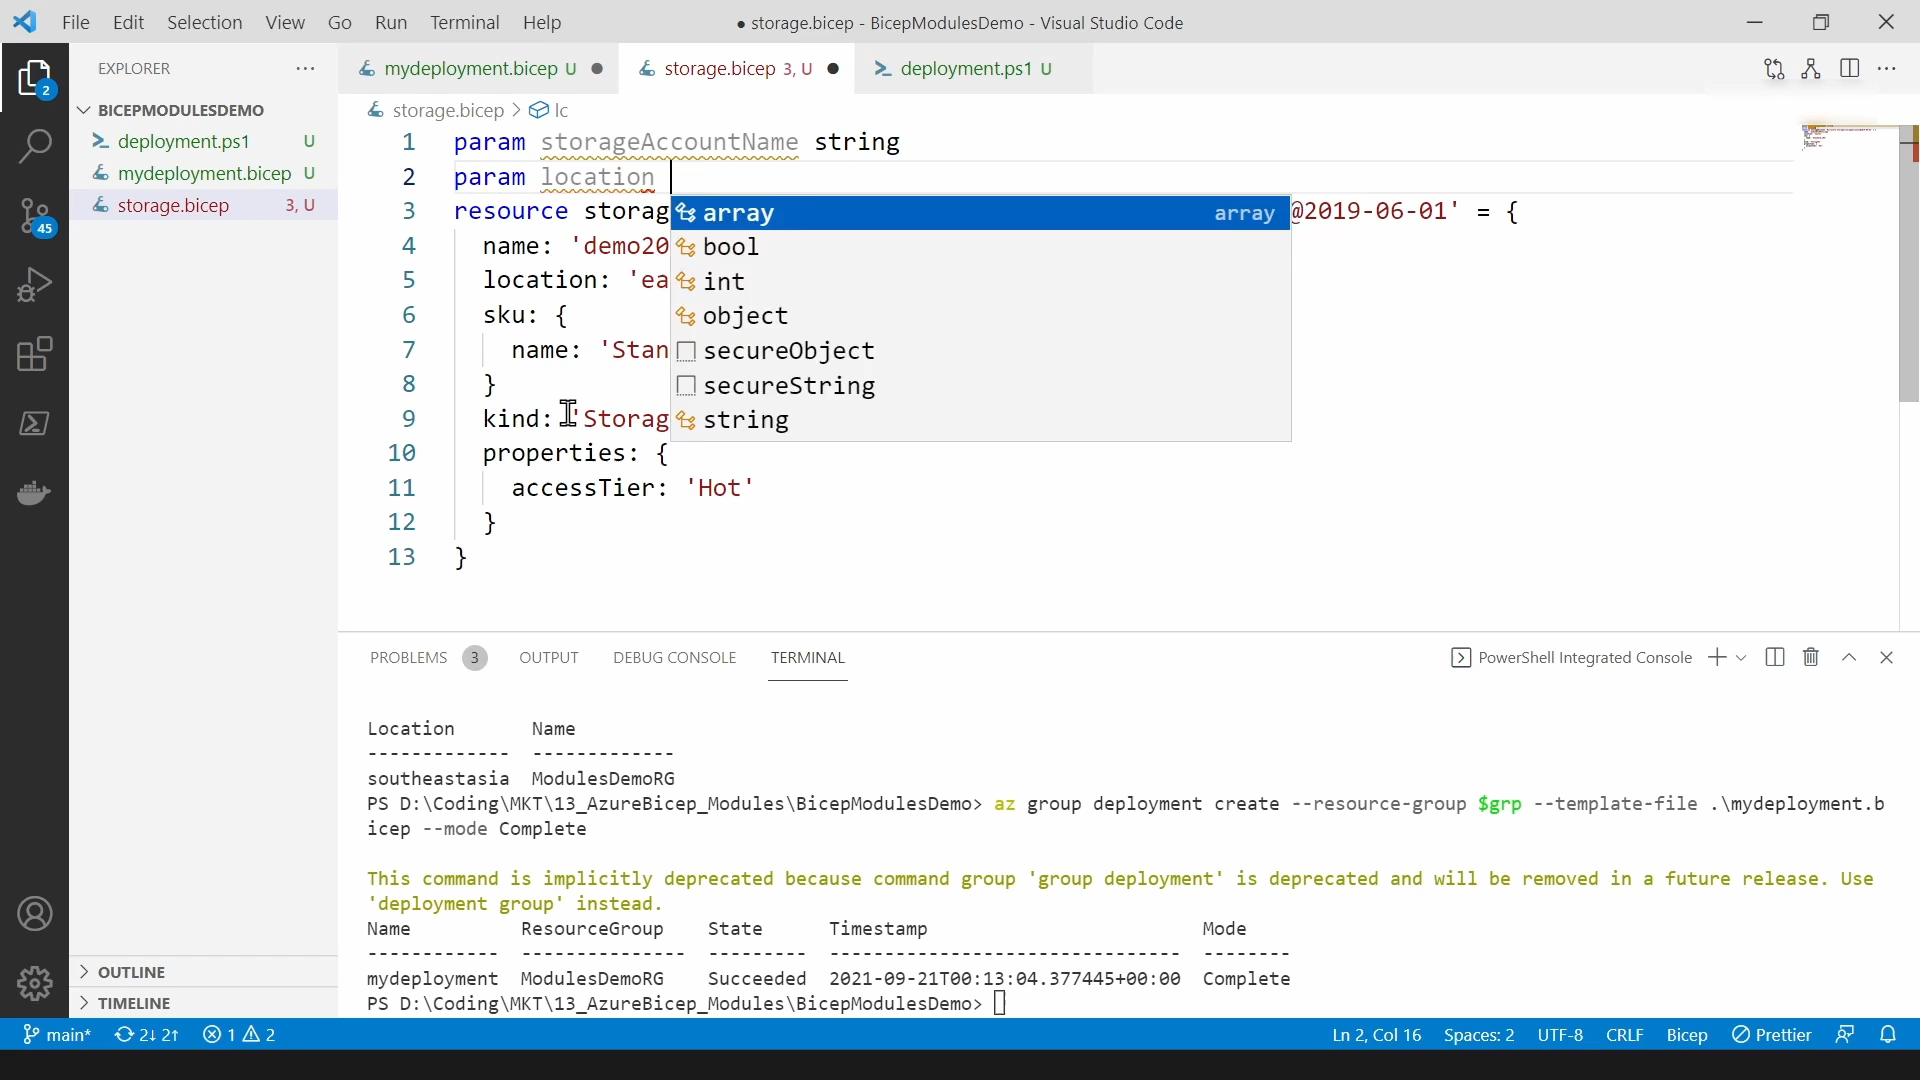 File Edit Selection View Go Run Terminal Help
● storage.bicep - BicepModulesDemo - Visual Studio Code
EXPLORER
mydeployment.bicep U
storage.bicep 3, U
deployment.ps1 U
2
45
BICEPMODULESDEMO
deployment.ps1 U
mydeployment.bicep U
storage.bicep 3, U
storage.bicep > lc
1 param storageAccountName string
2 param location
3 resource storag @2019-06-01' = {
4 name: 'demo20
5 location: 'ea
6 sku: {
7 name: 'Stan
8 }
9 kind: 'Storag
10 properties: {
11 accessTier: 'Hot'
12 }
13 }
array array
bool
int
object
secureObject
secureString
string
PROBLEMS 3 OUTPUT DEBUG CONSOLE TERMINAL
PowerShell Integrated Console
Location Name
------------- -------------
southeastasia ModulesDemoRG
PS D:\Coding\MKT\13_AzureBicep_Modules\BicepModulesDemo> az group deployment create --resource-group $grp --template-file .\mydeployment.b
icep --mode Complete
This command is implicitly deprecated because command group 'group deployment' is deprecated and will be removed in a future release. Use
'deployment group' instead.
Name ResourceGroup State Timestamp Mode
------------ --------------- --------- -------------------------------- --------
mydeployment ModulesDemoRG Succeeded 2021-09-21T00:13:04.377445+00:00 Complete
PS D:\Coding\MKT\13_AzureBicep_Modules\BicepModulesDemo>
OUTLINE
TIMELINE
main* 2↓ 2↑ 1 2
Ln 2, Col 16 Spaces: 2 UTF-8 CRLF Bicep Prettier